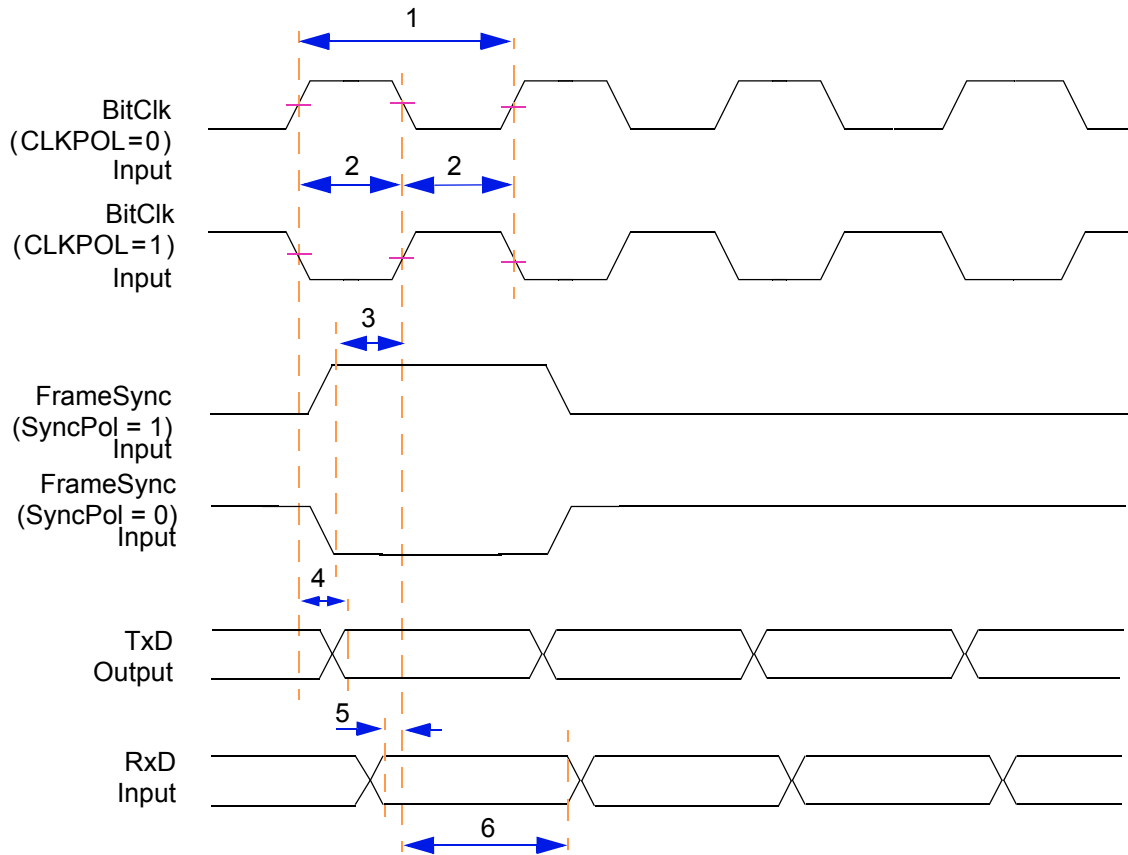 1
BitClk
(CLKPOL=0)
Input
2 2
BitClk
(CLKPOL=1)
Input
3
FrameSync
(SyncPol = 1)
Input
FrameSync
(SyncPol = 0)
Input
4
TxD
Output
5
RxD
Input
6